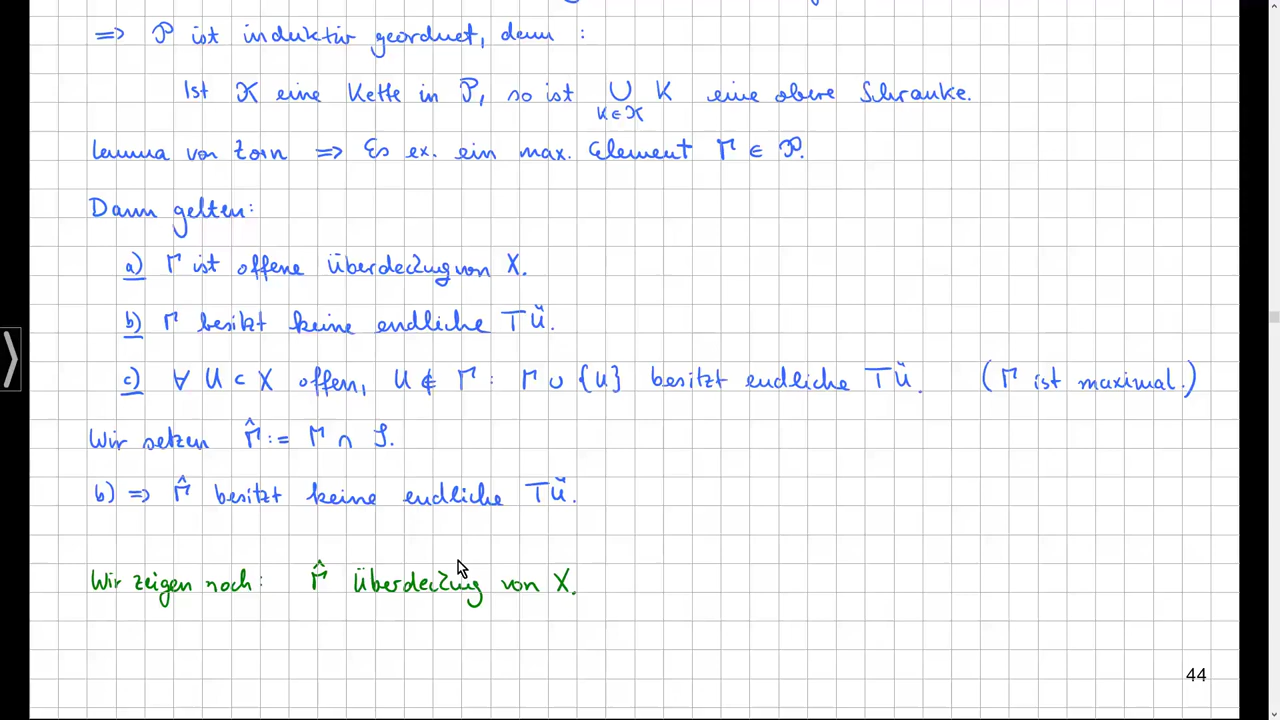 ⟹ 𝒫 ist induktiv geordnet, denn :
Ist 𝒦 eine Kette in 𝒫, so ist ⋃ K eine obere Schranke.
K∈𝒦
Lemma von Zorn ⟹ Es ex. ein max. Element Γ ∈ 𝒫.
Dann gelten:
a) Γ ist offene Überdeckung von X.
b) Γ besitzt keine endliche TÜ.
c) ∀ U ⊂ X offen, U ∉ Γ : Γ ∪ {U} besitzt endliche TÜ. (Γ ist maximal.)
Wir setzen Γ̂ := Γ ∩ 𝒮.
b) ⟹ Γ̂ besitzt keine endliche TÜ.
Wir zeigen noch: Γ̂ Überdeckung von X.
44